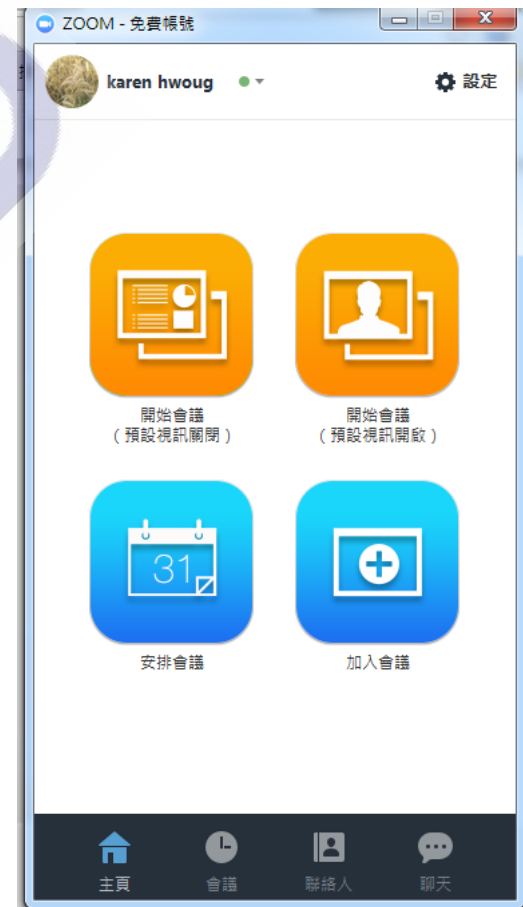 ZOOM - 免費帳號
karen hwoug
設定
開始會議
(預設視訊關閉)
開始會議
(預設視訊開啟)
31
安排會議
加入會議
主頁
會議
聯絡人
聊天